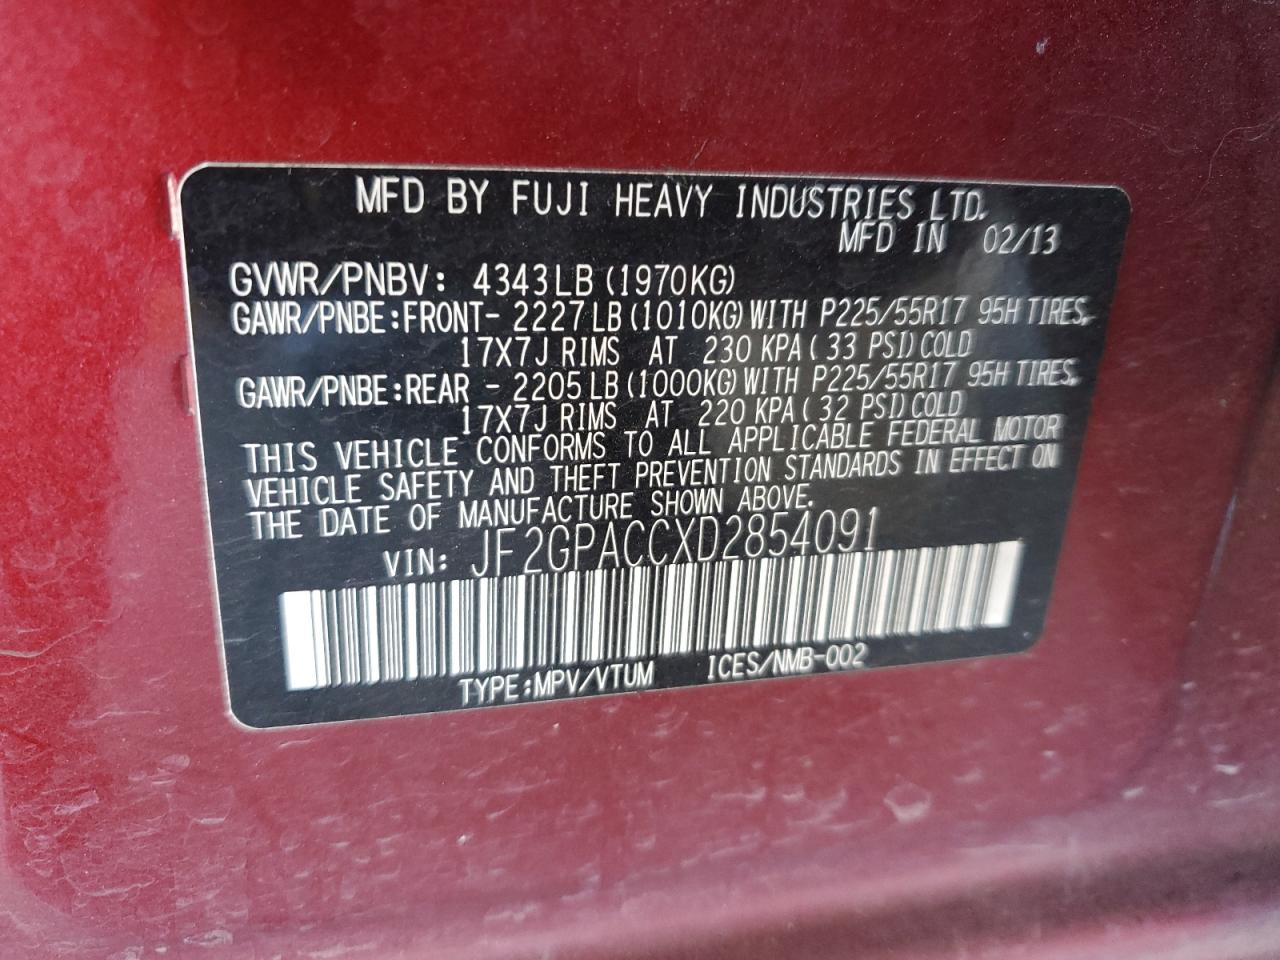 MFD BY FUJI HEAVY INDUSTRIES LTD.
MFD IN 02/13
GVWR/PNBV: 4343LB (1970KG)
GAWR/PNBE:FRONT- 2227 LB (1010KG) WITH P225/55R17 95H TIRES,
17X7J RIMS AT 230 KPA ( 33 PSI) COLD
GAWR/PNBE:REAR - 2205 LB (1000KG) WITH P225/55R17 95H TIRES,
17X7J RIMS AT 220 KPA ( 32 PSI) COLD
THIS VEHICLE CONFORMS TO ALL APPLICABLE FEDERAL MOTOR
VEHICLE SAFETY AND THEFT PREVENTION STANDARDS IN EFFECT ON
THE DATE OF MANUFACTURE SHOWN ABOVE.
VIN: JF2GPACCXD2854091
TYPE:MPV/VTUM ICES/NMB-002